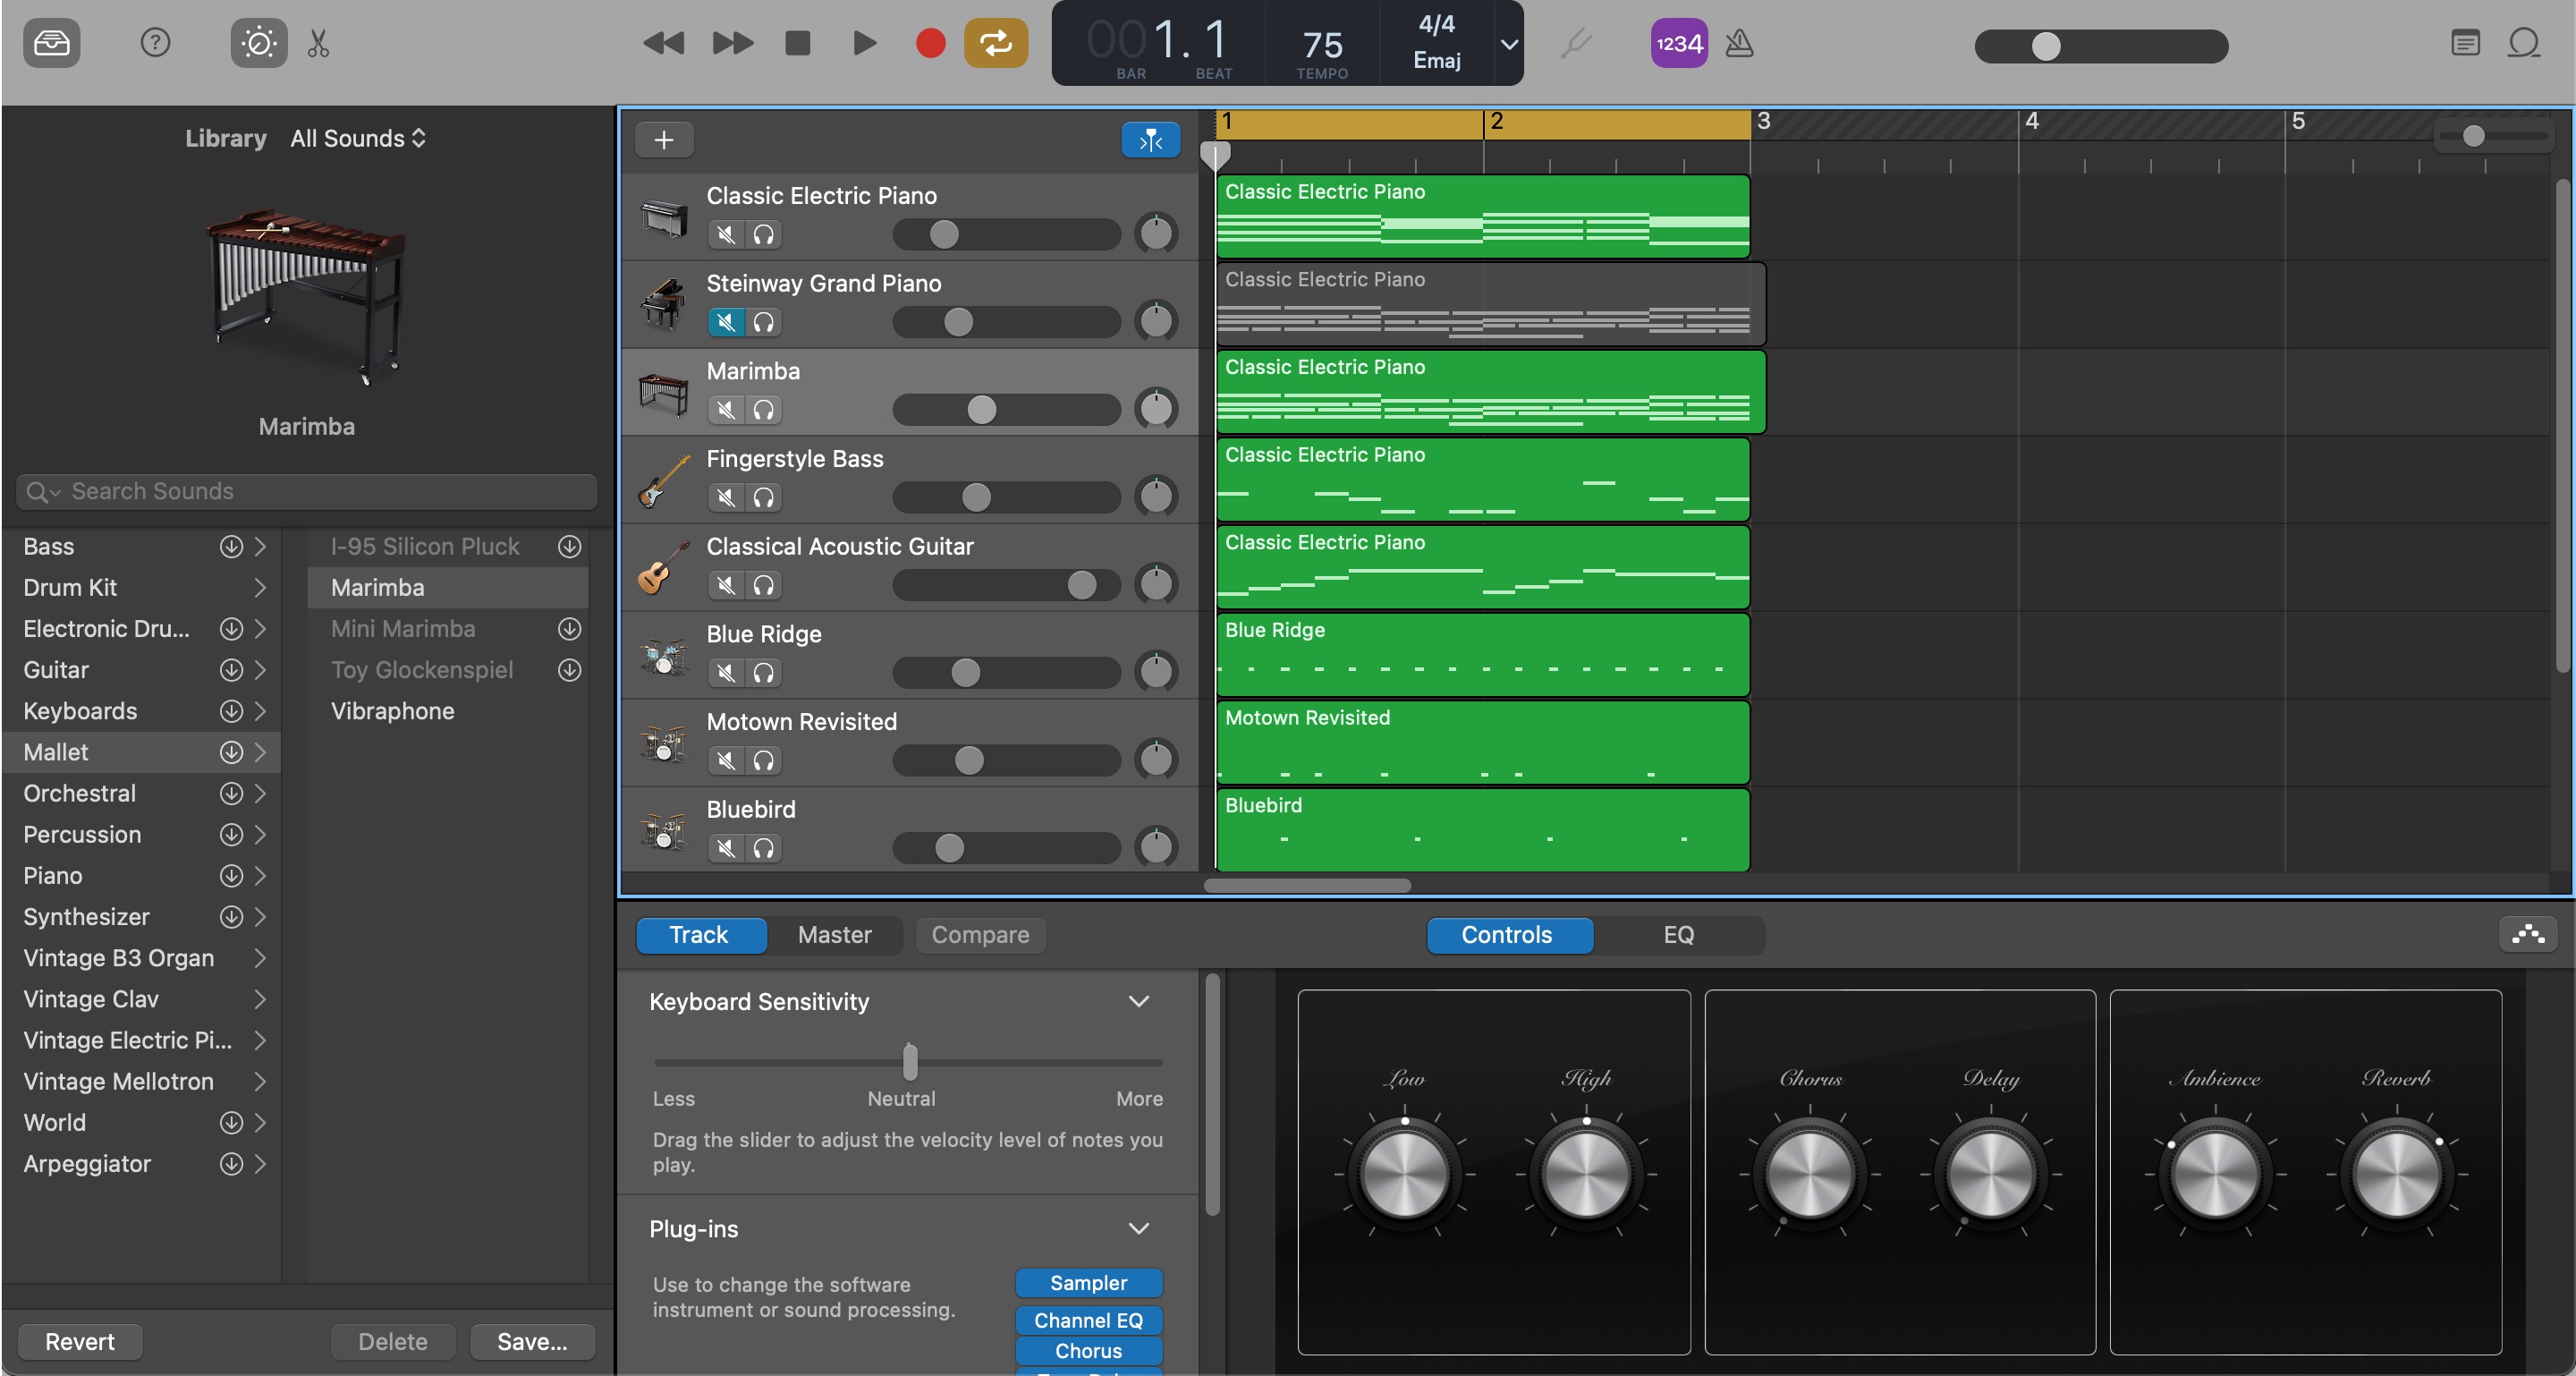 001. 1
BAR BEAT
75
TEMPO
4/4
Emaj
1234
Library All Sounds
Marimba
Search Sounds
Bass
Drum Kit
Electronic Dru...
Guitar
Keyboards
Mallet
Orchestral
Percussion
Piano
Synthesizer
Vintage B3 Organ
Vintage Clav
Vintage Electric Pi...
Vintage Mellotron
World
Arpeggiator
I-95 Silicon Pluck
Marimba
Mini Marimba
Toy Glockenspiel
Vibraphone
Revert Delete Save...
1 2 3 4 5
Classic Electric Piano
Classic Electric Piano
Steinway Grand Piano
Classic Electric Piano
Marimba
Classic Electric Piano
Fingerstyle Bass
Classic Electric Piano
Classical Acoustic Guitar
Classic Electric Piano
Blue Ridge
Blue Ridge
Motown Revisited
Motown Revisited
Bluebird
Bluebird
Track Master Compare Controls EQ
Keyboard Sensitivity
Less Neutral More
Drag the slider to adjust the velocity level of notes you
play.
Plug-ins
Use to change the software
instrument or sound processing.
Sampler
Channel EQ
Chorus
Low High Chorus Delay Ambience Reverb